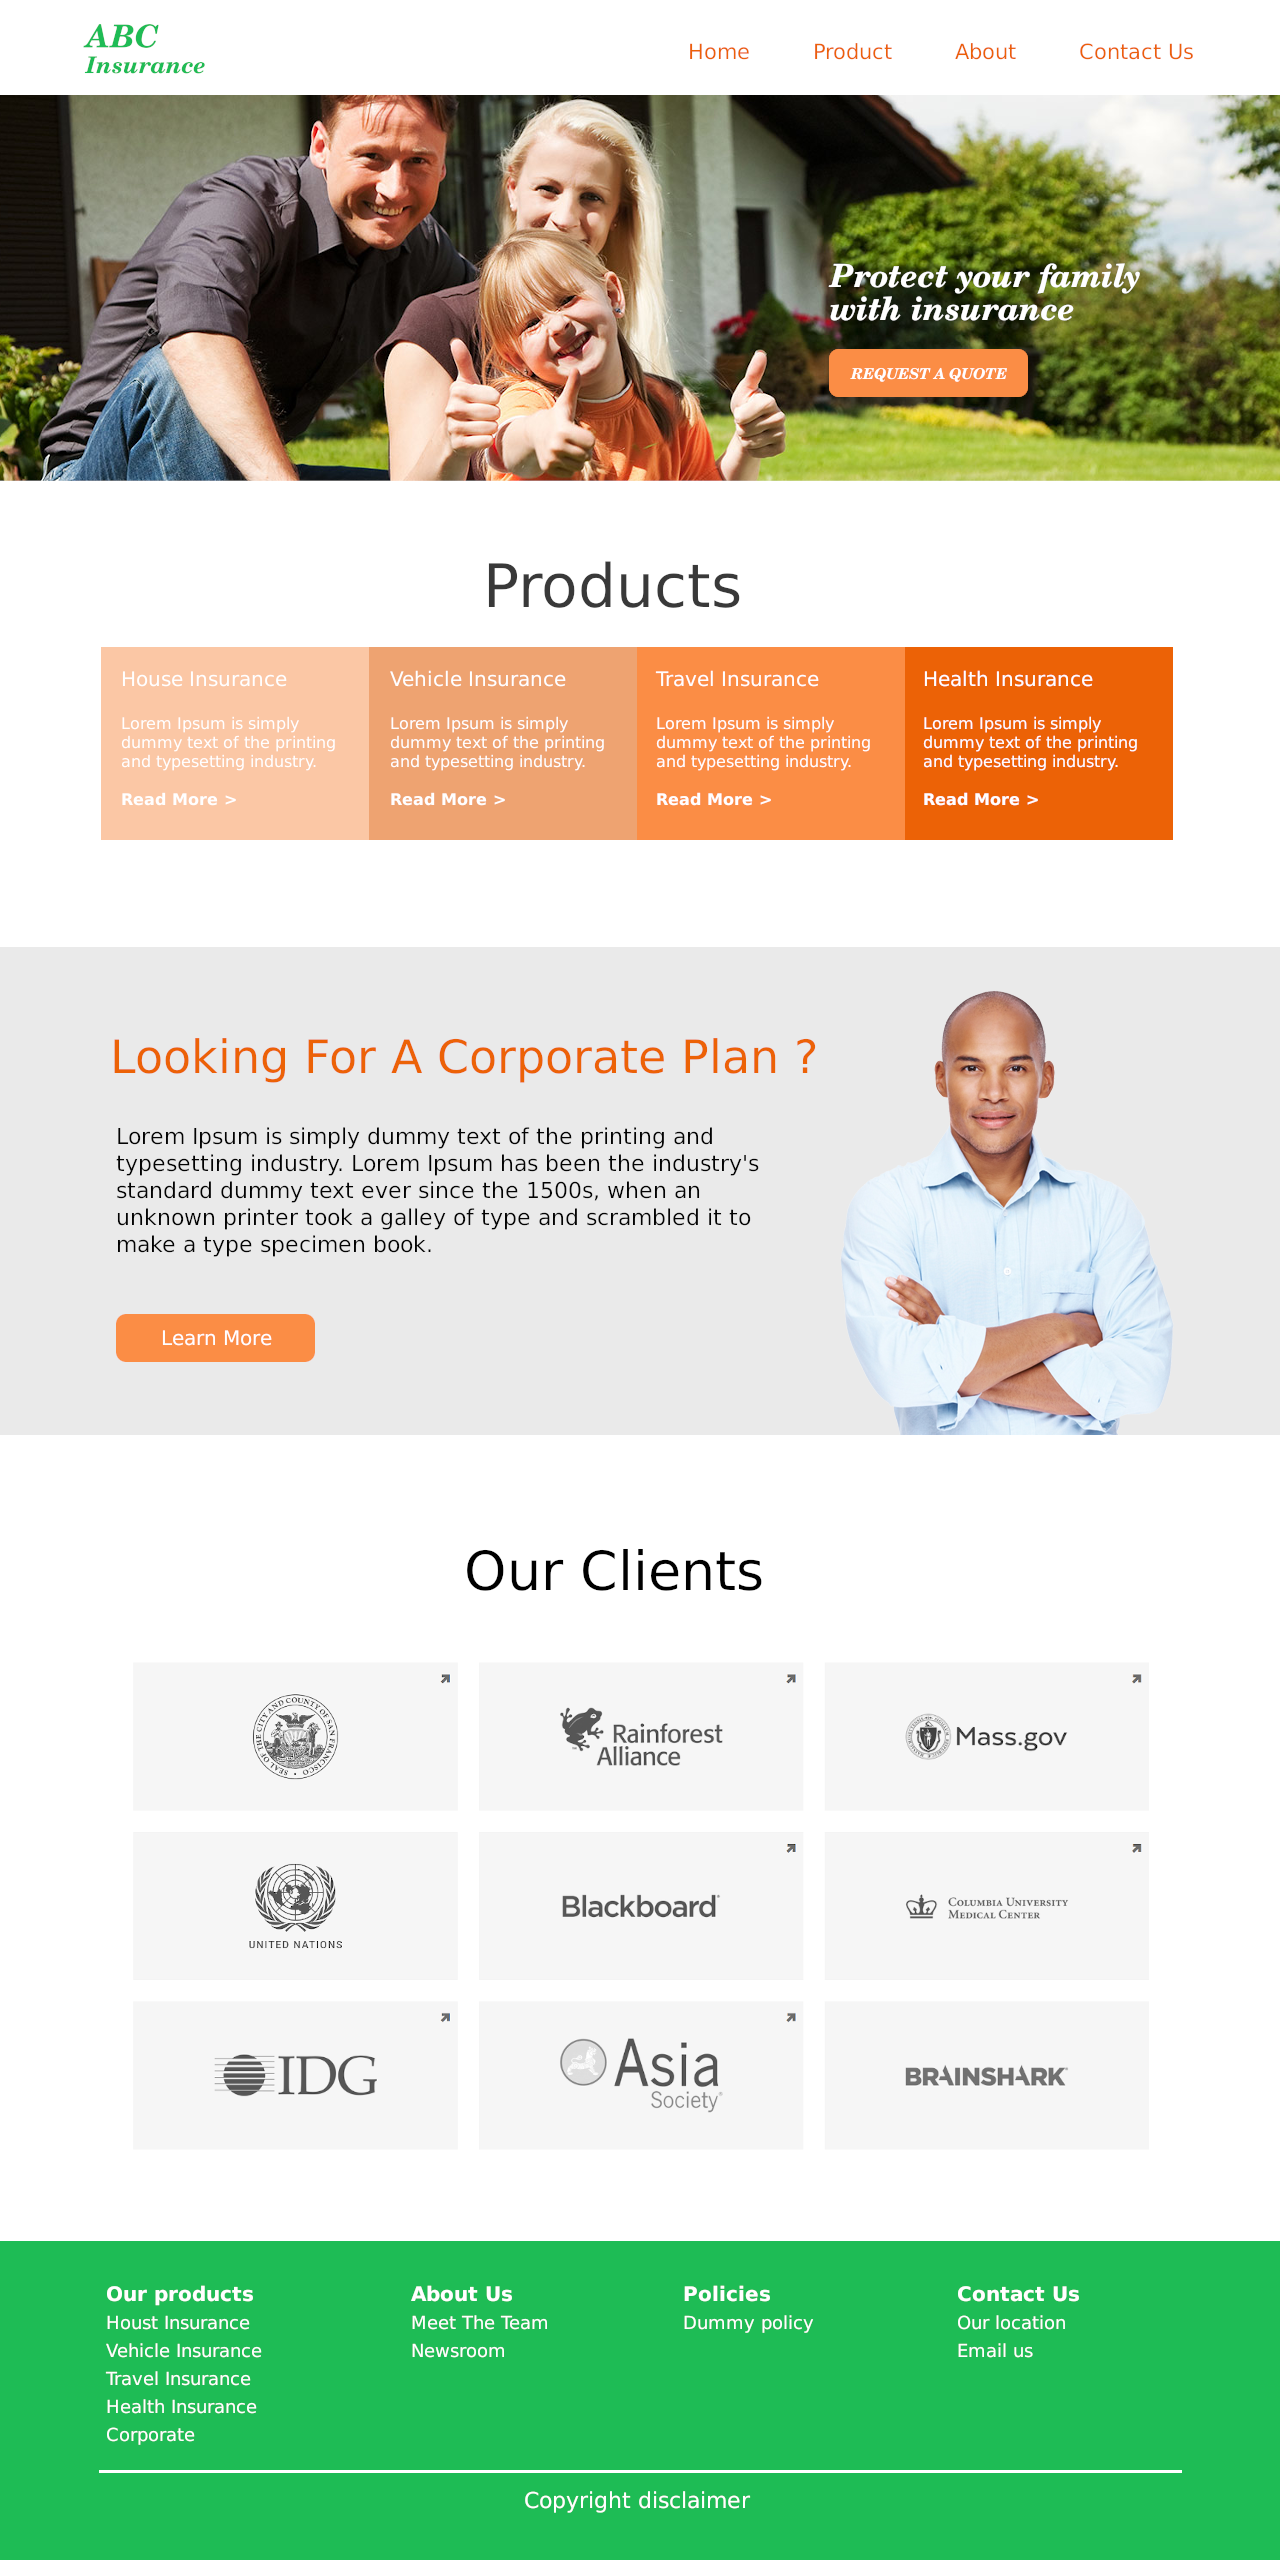 ABC
Insurance
Home Product About Contact Us
Protect your family
with insurance
REQUEST A QUOTE
Products
House Insurance
Lorem Ipsum is simply
dummy text of the printing
and typesetting industry.
Read More >
Vehicle Insurance
Lorem Ipsum is simply
dummy text of the printing
and typesetting industry.
Read More >
Travel Insurance
Lorem Ipsum is simply
dummy text of the printing
and typesetting industry.
Read More >
Health Insurance
Lorem Ipsum is simply
dummy text of the printing
and typesetting industry.
Read More >
Looking For A Corporate Plan ?
Lorem Ipsum is simply dummy text of the printing and
typesetting industry. Lorem Ipsum has been the industry's
standard dummy text ever since the 1500s, when an
unknown printer took a galley of type and scrambled it to
make a type specimen book.
Learn More
Our Clients
SEAL OF THE CITY AND COUNTY OF SAN FRANCISCO
Rainforest
Alliance
Mass.gov
UNITED NATIONS
Blackboard
COLUMBIA UNIVERSITY
MEDICAL CENTER
IDG
Asia
Society
BRAINSHARK
Our products
Houst Insurance
Vehicle Insurance
Travel Insurance
Health Insurance
Corporate
About Us
Meet The Team
Newsroom
Policies
Dummy policy
Contact Us
Our location
Email us
Copyright disclaimer